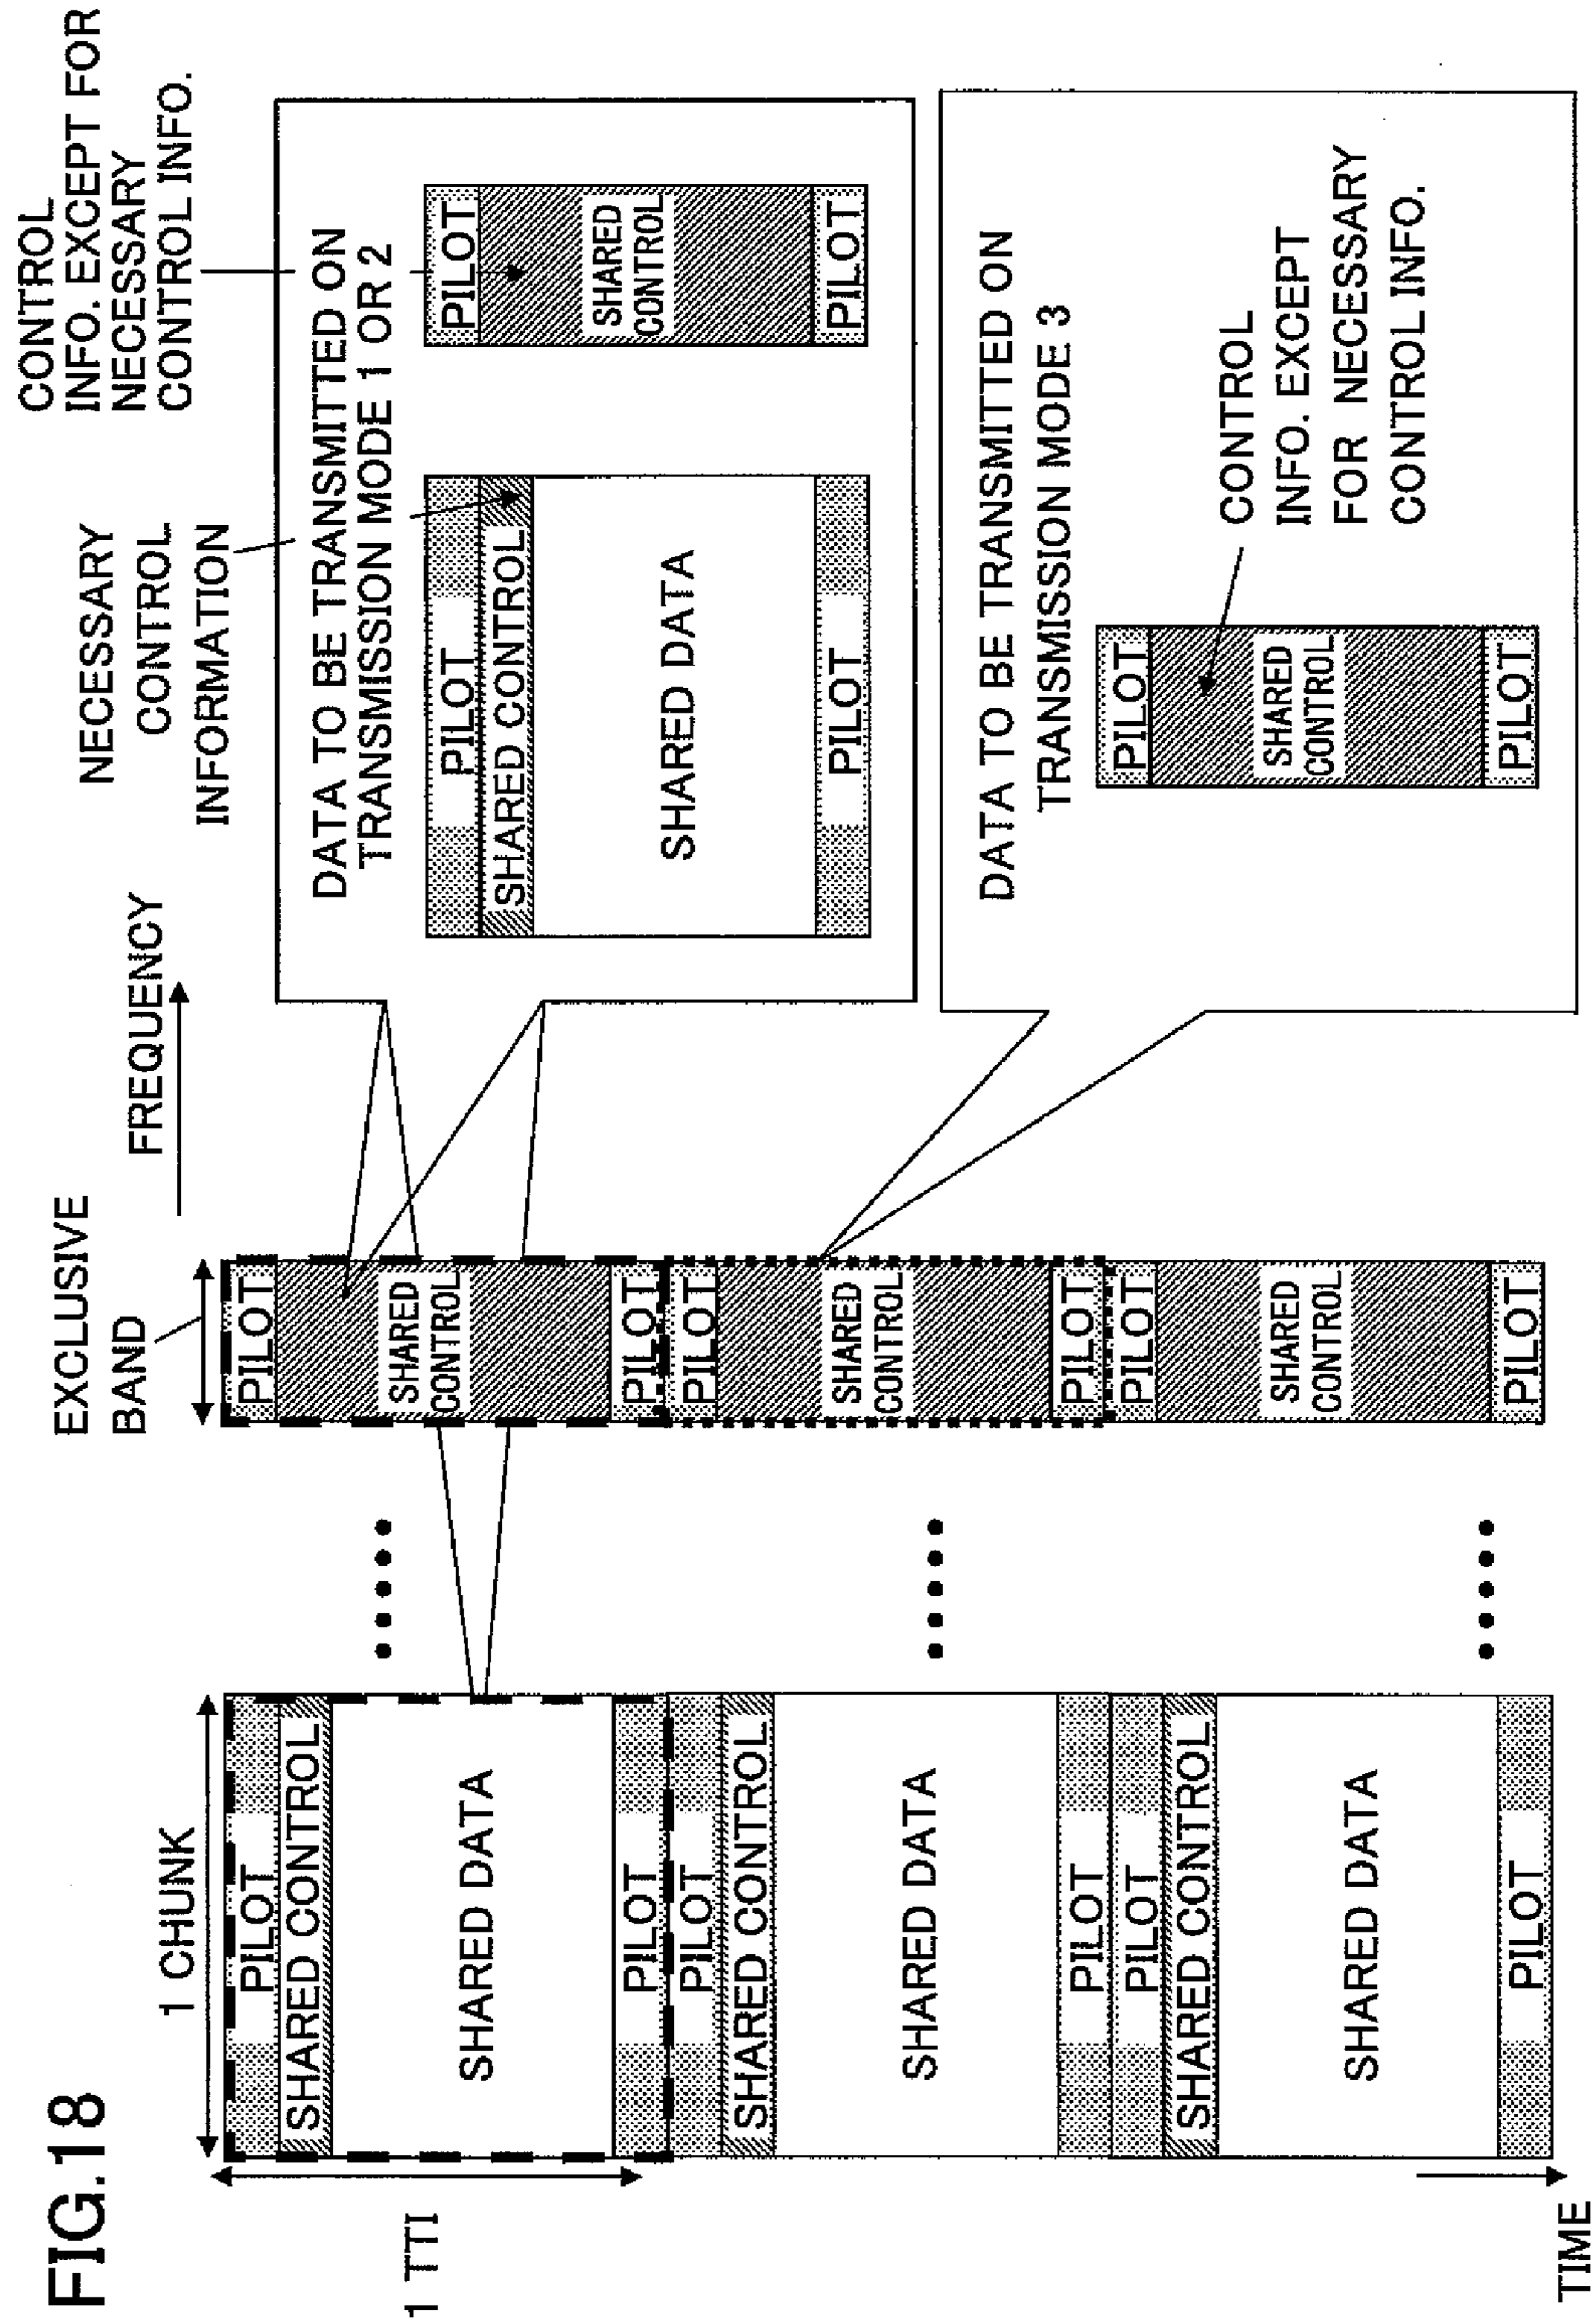 FIG.18
1 CHUNK
EXCLUSIVE
BAND
FREQUENCY
NECESSARY
CONTROL
INFORMATION
CONTROL
INFO. EXCEPT FOR
NECESSARY
CONTROL INFO.
1 TTI
TIME
PILOT
SHARED CONTROL
SHARED DATA
PILOT
PILOT
SHARED CONTROL
SHARED DATA
PILOT
PILOT
SHARED CONTROL
SHARED DATA
PILOT
PILOT
SHARED
CONTROL
PILOT
PILOT
SHARED
CONTROL
PILOT
PILOT
SHARED
CONTROL
PILOT
DATA TO BE TRANSMITTED ON
TRANSMISSION MODE 1 OR 2
PILOT
SHARED CONTROL
SHARED DATA
PILOT
PILOT
SHARED
CONTROL
PILOT
DATA TO BE TRANSMITTED ON
TRANSMISSION MODE 3
PILOT
SHARED
CONTROL
PILOT
CONTROL
INFO. EXCEPT
FOR NECESSARY
CONTROL INFO.